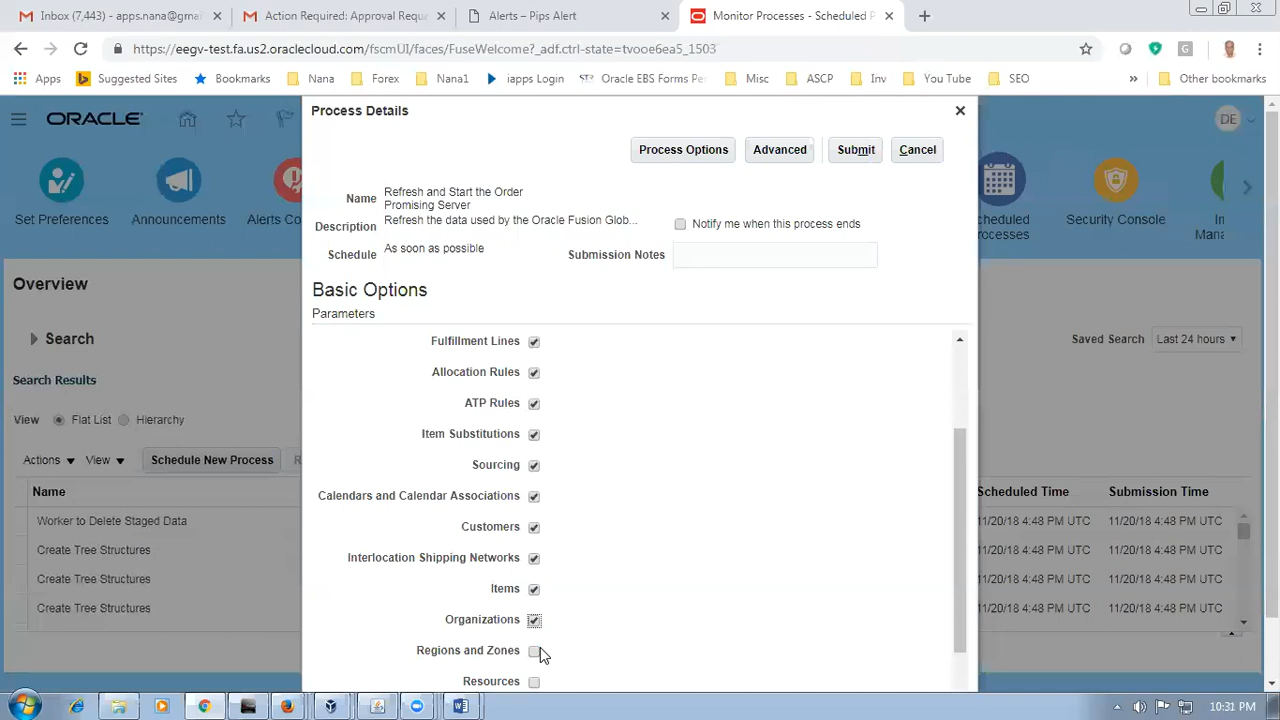 Inbox (7,443) - apps.nana@gmai
Action Required: Approval Requ
Alerts – Pips Alert
Monitor Processes - Scheduled P
https://eegv-test.fa.us2.oraclecloud.com/fscmUI/faces/FuseWelcome?_adf.ctrl-state=tvooe6ea5_1503
Apps
Suggested Sites
Bookmarks
Nana
Forex
Nana1
iapps Login
Oracle EBS Forms Pe
Misc
ASCP
Inv
You Tube
SEO
Other bookmarks
ORACLE
DE
Set Preferences
Announcements
Alerts Co
Scheduled
Processes
Security Console
In
Mana
Process Details
Process Options
Advanced
Submit
Cancel
Name
Refresh and Start the Order
Promising Server
Description
Refresh the data used by the Oracle Fusion Glob...
Notify me when this process ends
Schedule
As soon as possible
Submission Notes
Basic Options
Parameters
Fulfillment Lines
Allocation Rules
ATP Rules
Item Substitutions
Sourcing
Calendars and Calendar Associations
Customers
Interlocation Shipping Networks
Items
Organizations
Regions and Zones
Resources
Overview
Search
Saved Search
Last 24 hours
Search Results
View
Flat List
Hierarchy
Actions
View
Schedule New Process
R
Name
Scheduled Time
Submission Time
Worker to Delete Staged Data
11/20/18 4:48 PM UTC
11/20/18 4:48 PM UTC
Create Tree Structures
11/20/18 4:48 PM UTC
11/20/18 4:48 PM UTC
Create Tree Structures
11/20/18 4:48 PM UTC
11/20/18 4:48 PM UTC
Create Tree Structures
11/20/18 4:48 PM UTC
11/20/18 4:48 PM UTC
10:31 PM